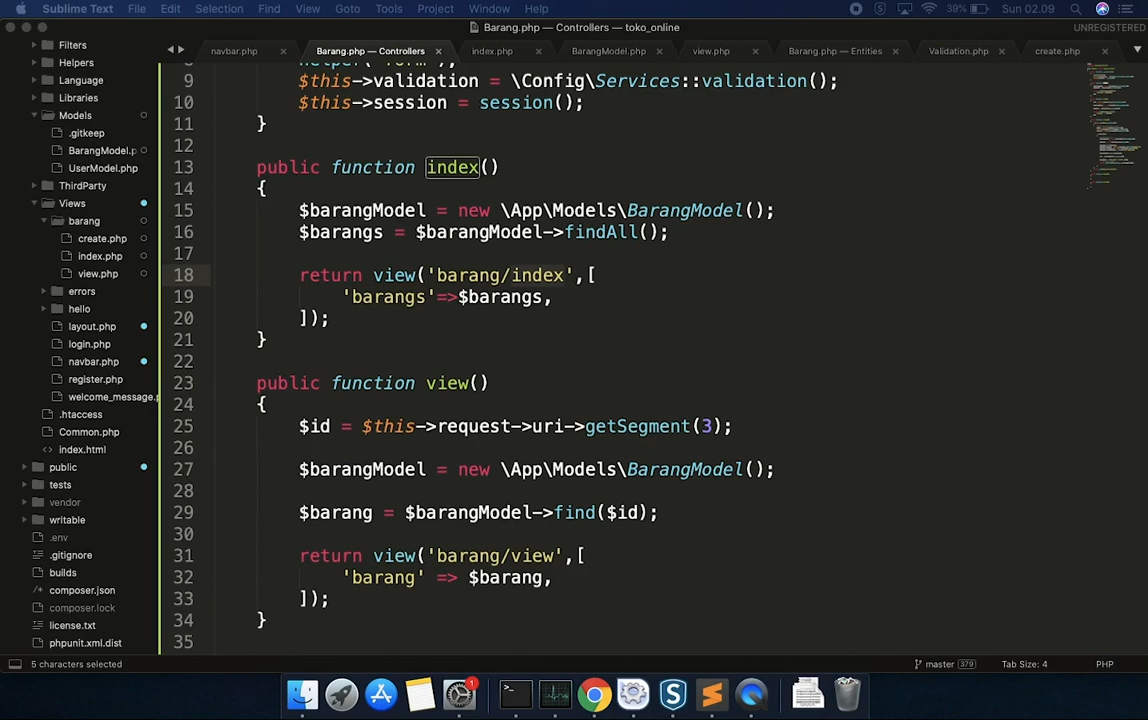 Sublime Text File Edit Selection Find View Goto Tools Project Window Help 39% Sun 02.09
Barang.php — Controllers — toko_online UNREGISTERED
navbar.php Barang.php — Controllers index.php BarangModel.php view.php Barang.php — Entities Validation.php create.php
Filters
Helpers
Language
Libraries
Models
.gitkeep
BarangModel.p
UserModel.php
ThirdParty
Views
barang
create.php
index.php
view.php
errors
hello
layout.php
login.php
navbar.php
register.php
welcome_message.p
.htaccess
Common.php
index.html
public
tests
vendor
writable
.env
.gitignore
builds
composer.json
composer.lock
license.txt
phpunit.xml.dist
9 $this->validation = \Config\Services::validation();
10 $this->session = session();
11 }
12
13 public function index()
14 {
15 $barangModel = new \App\Models\BarangModel();
16 $barangs = $barangModel->findAll();
17
18 return view('barang/index',[
19 'barangs'=>$barangs,
20 ]);
21 }
22
23 public function view()
24 {
25 $id = $this->request->uri->getSegment(3);
26
27 $barangModel = new \App\Models\BarangModel();
28
29 $barang = $barangModel->find($id);
30
31 return view('barang/view',[
32 'barang' => $barang,
33 ]);
34 }
35
5 characters selected master 379 Tab Size: 4 PHP
1